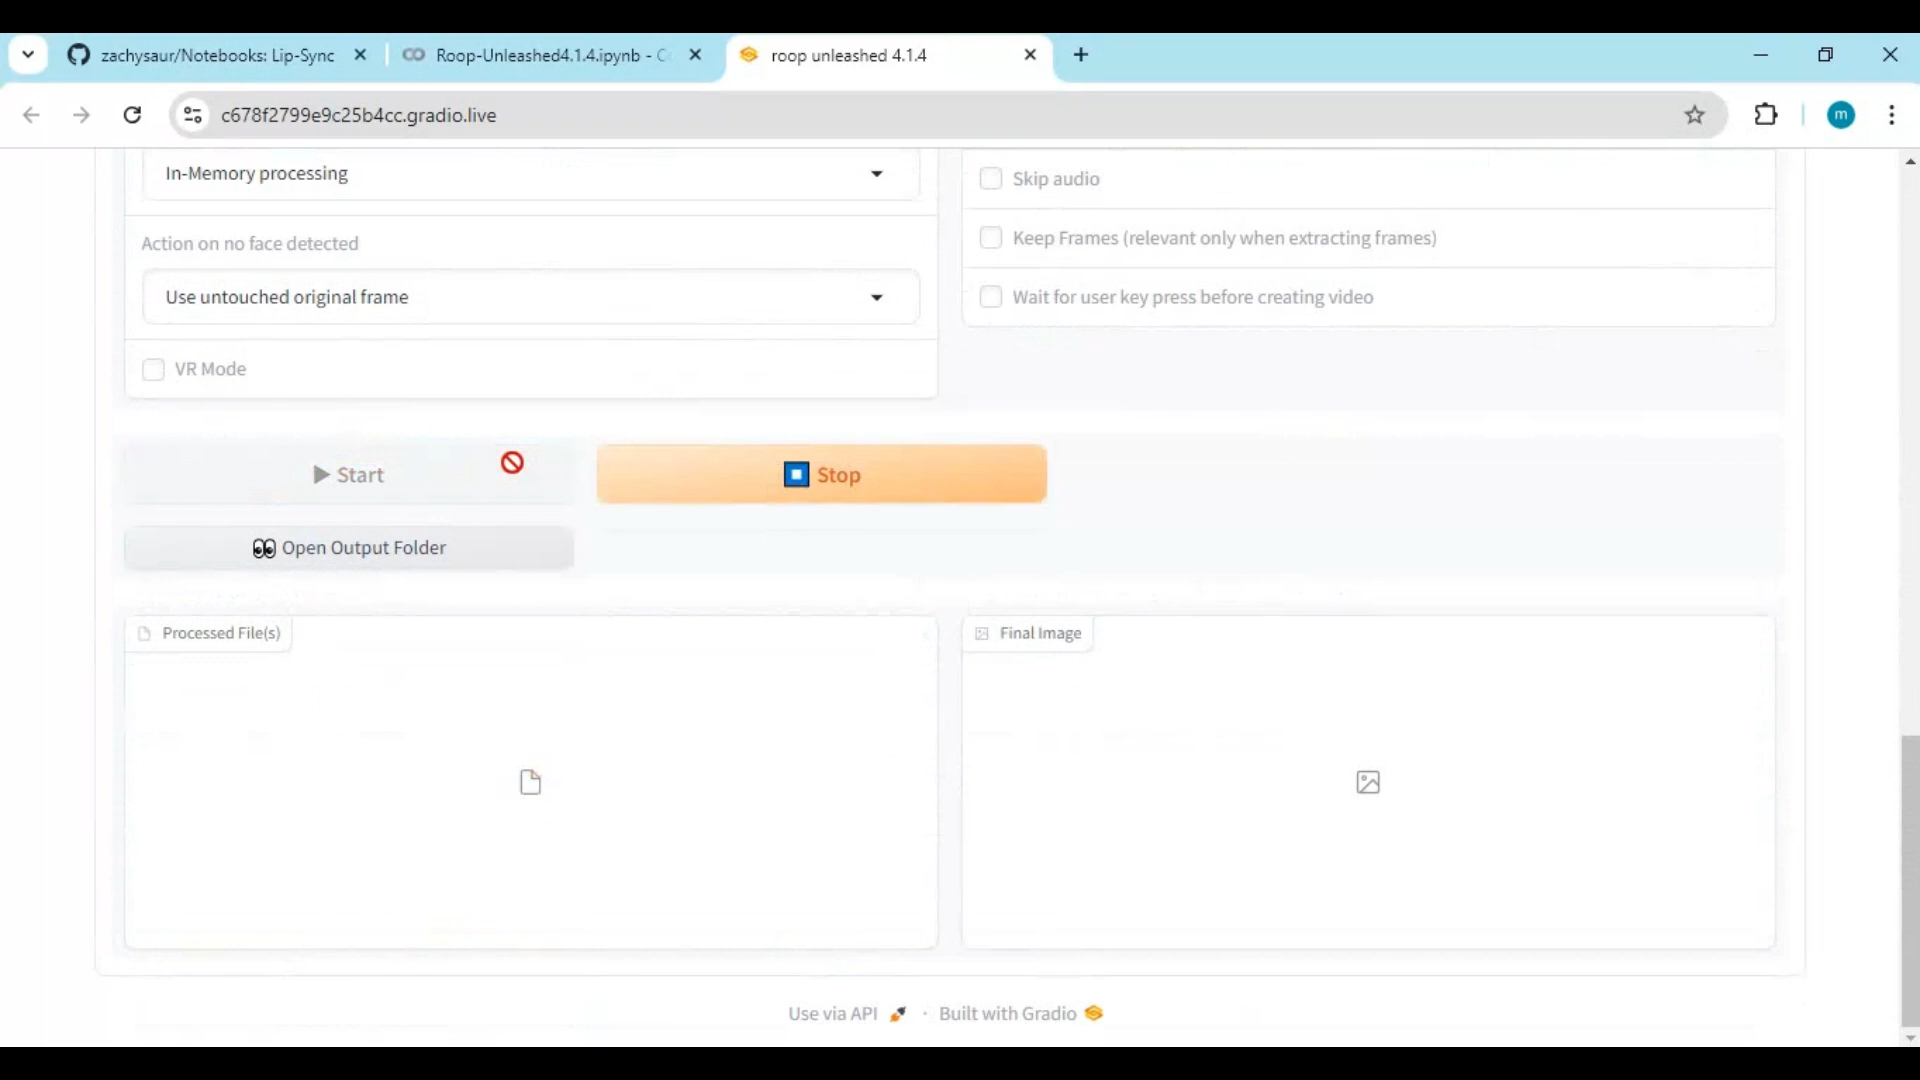 zachysaur/Notebooks: Lip-Sync
Roop-Unleashed4.1.4.ipynb - C
roop unleashed 4.1.4
c678f2799e9c25b4cc.gradio.live
m
In-Memory processing
Skip audio
Action on no face detected
Keep Frames (relevant only when extracting frames)
Use untouched original frame
Wait for user key press before creating video
VR Mode
Start
Stop
Open Output Folder
Processed File(s)
Final Image
Use via API · Built with Gradio